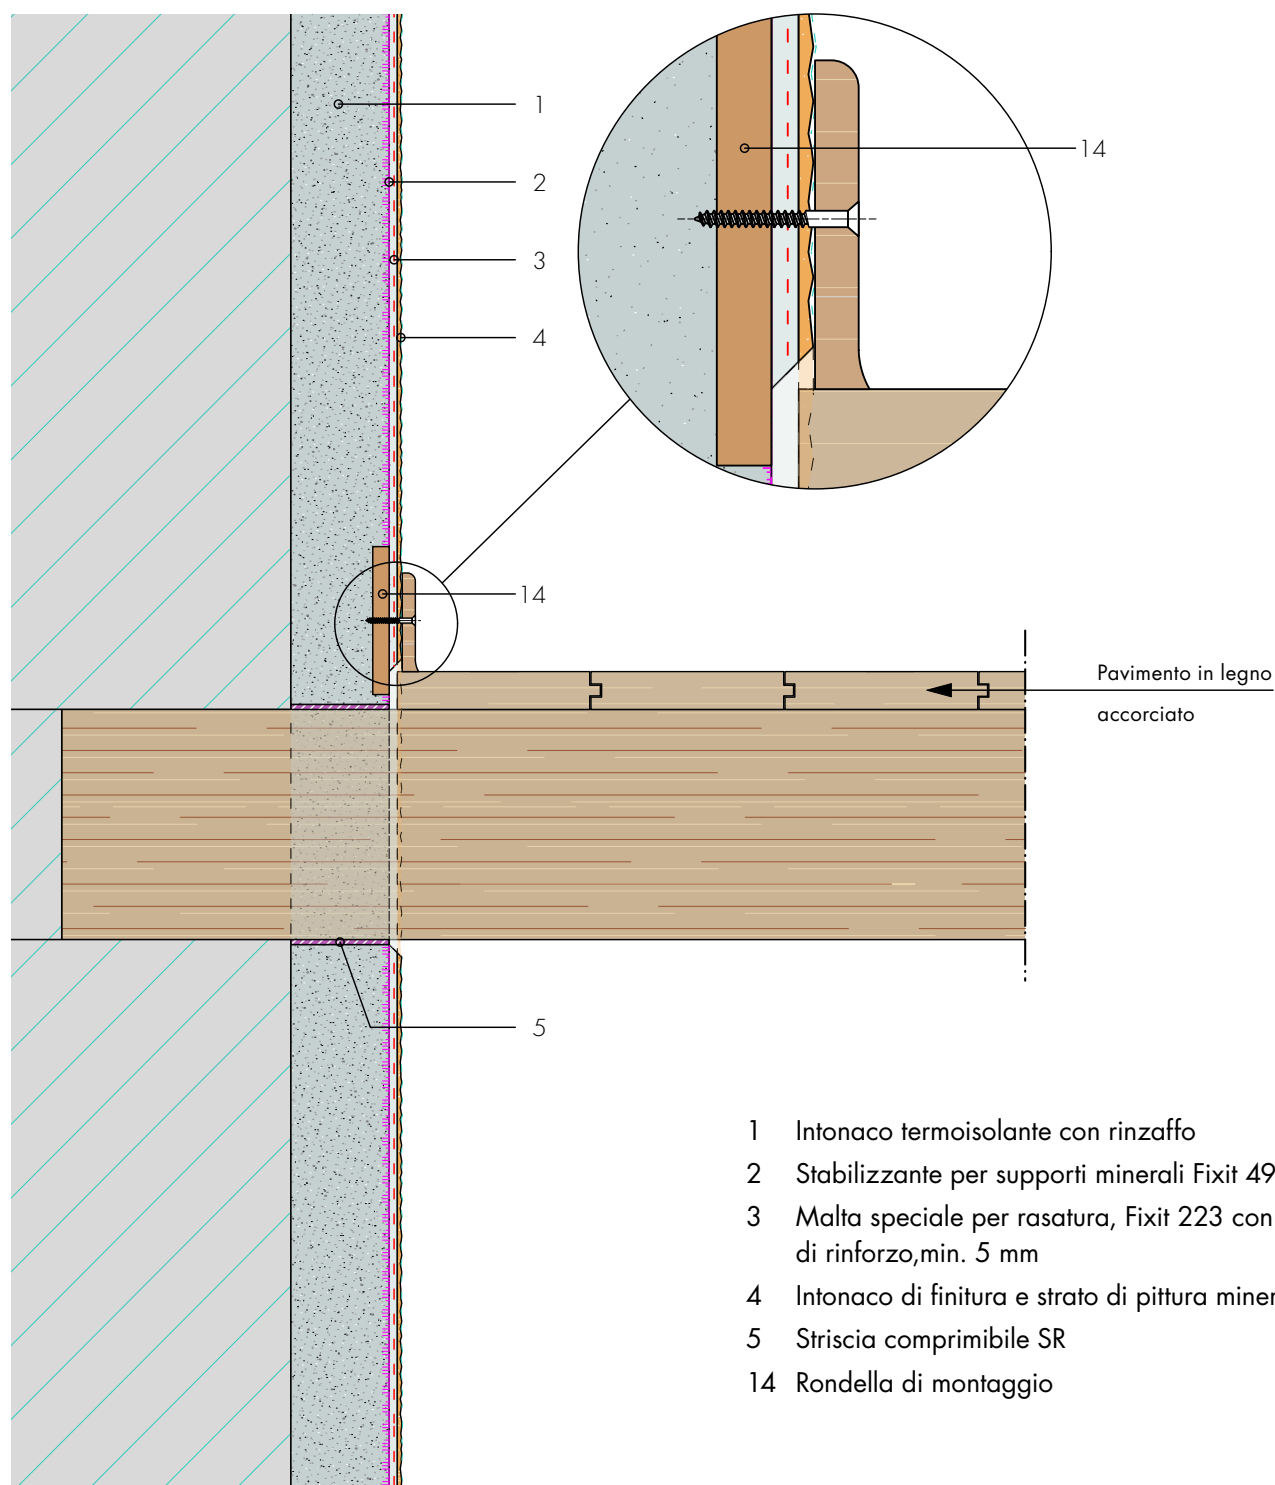 1
14
2
3
4
14
Pavimento in legno
accorciato
5
1 Intonaco termoisolante con rinzaffo
2 Stabilizzante per supporti minerali Fixit 49
3 Malta speciale per rasatura, Fixit 223 con
di rinforzo,min. 5 mm
4 Intonaco di finitura e strato di pittura miner
5 Striscia comprimibile SR
14 Rondella di montaggio